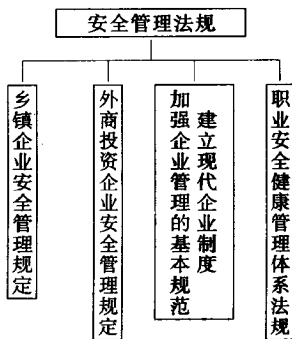 安全管理法规
乡镇企业安全管理规定
外商投资企业安全管理规定
建立现代企业制度
加强企业管理的基本规范
职业安全健康管理体系法规